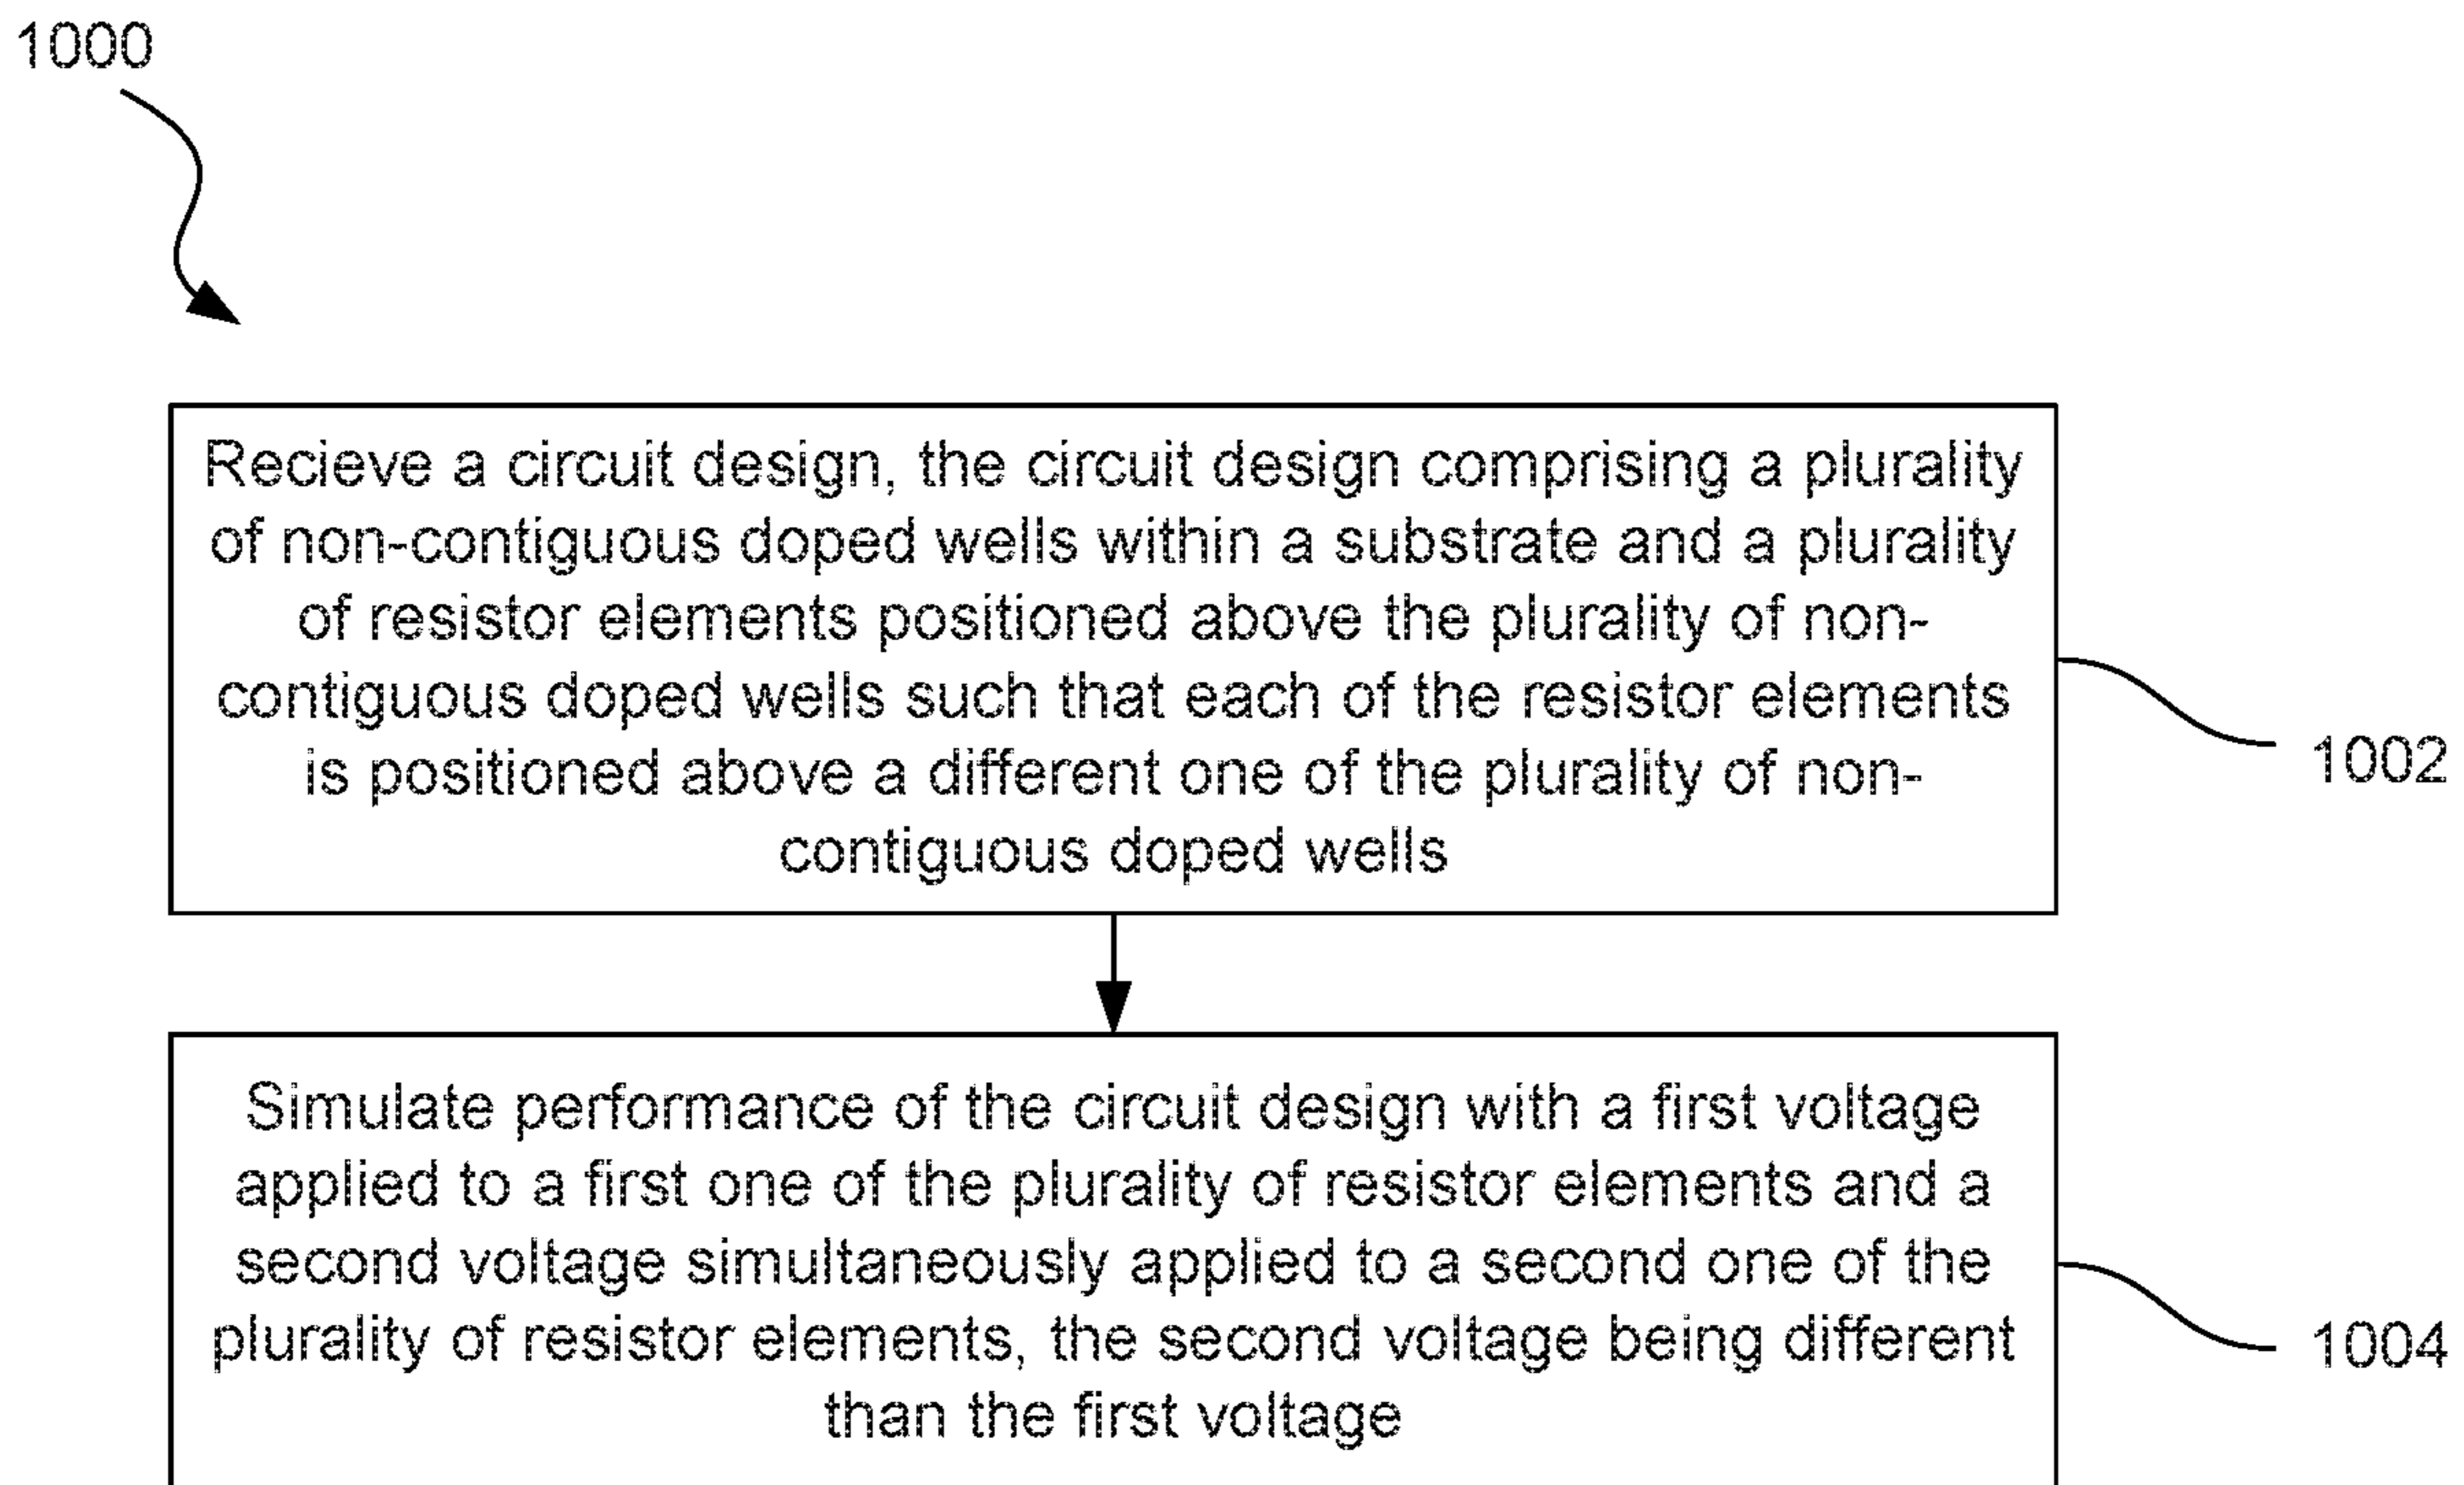 1000
Recieve a circuit design, the circuit design comprising a plurality
of non-contiguous doped wells within a substrate and a plurality
of resistor elements positioned above the plurality of non-
contiguous doped wells such that each of the resistor elements
is positioned above a different one of the plurality of non-
contiguous doped wells
1002
Simulate performance of the circuit design with a first voltage
applied to a first one of the plurality of resistor elements and a
second voltage simultaneously applied to a second one of the
plurality of resistor elements, the second voltage being different
than the first voltage
1004